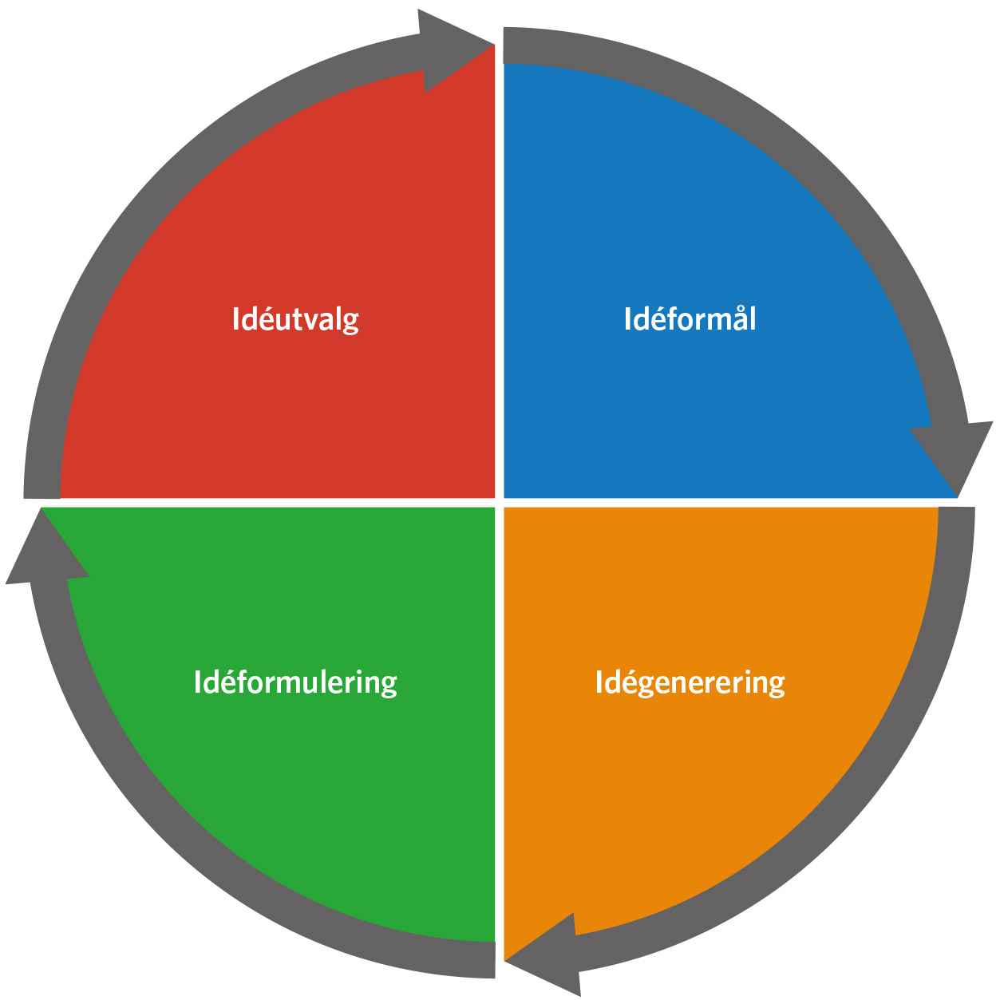 Idéutvalg
Idéformål
Idéformulering
Idégenerering